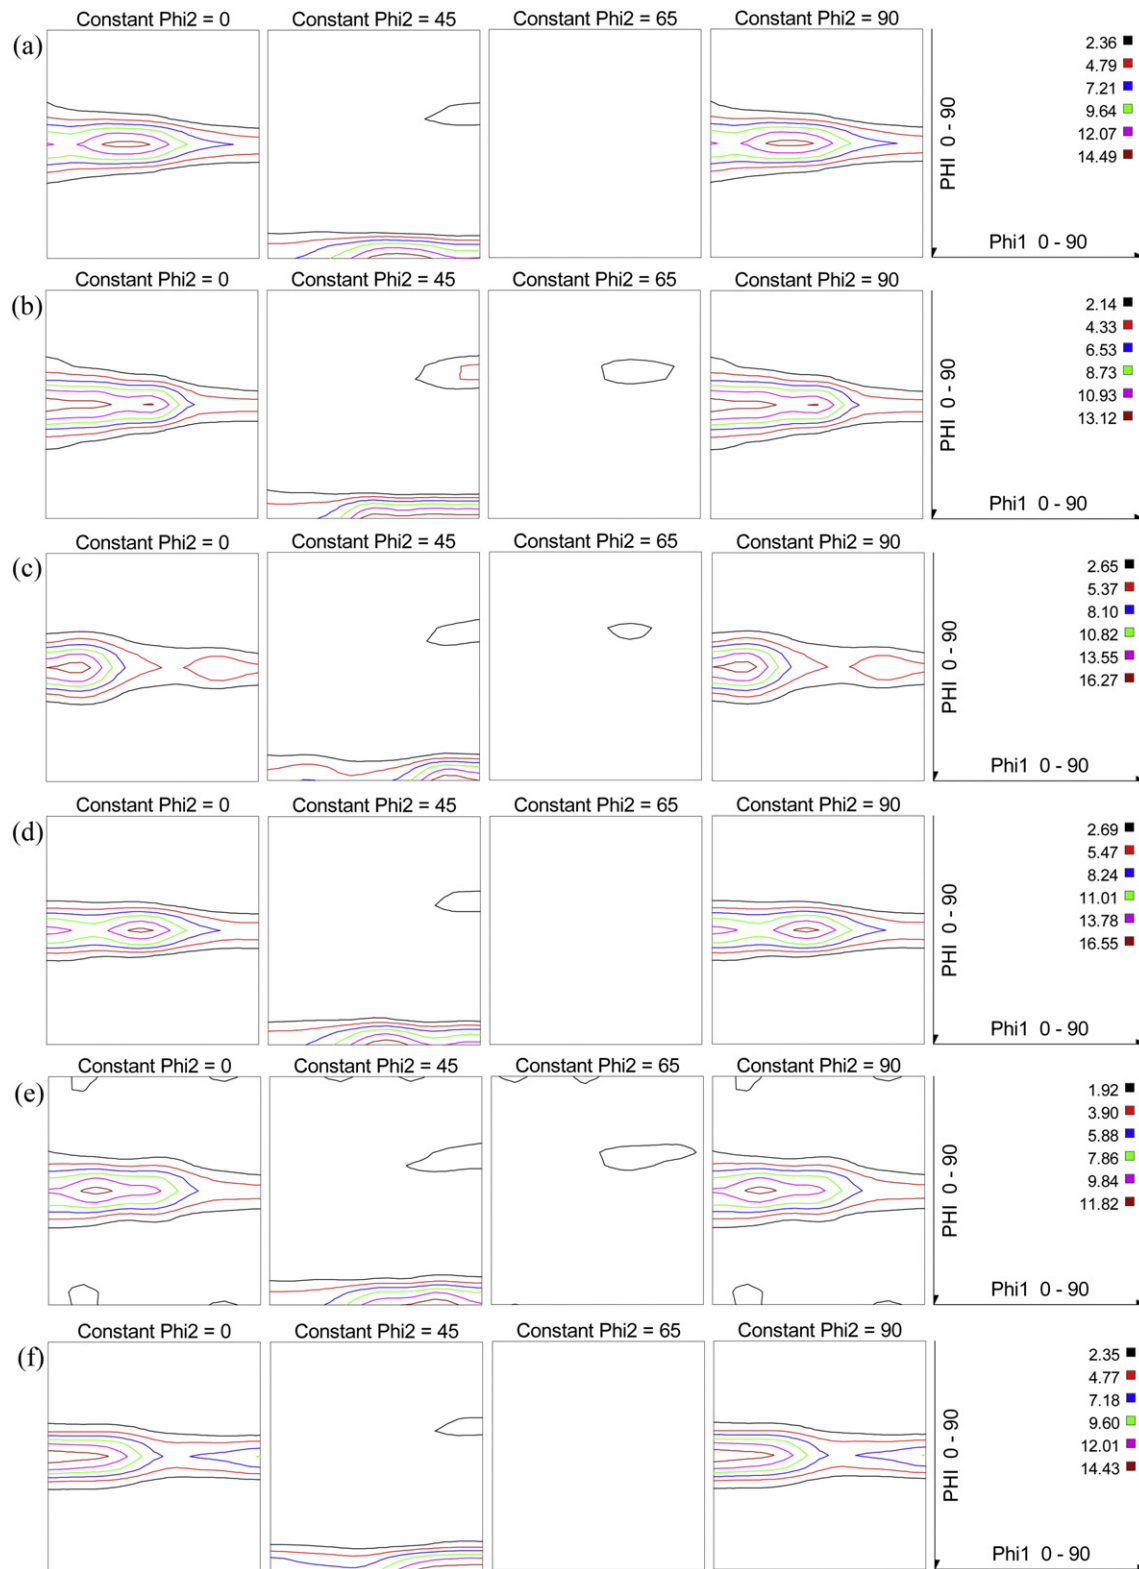 (a)
Constant Phi2 = 0
Constant Phi2 = 45
Constant Phi2 = 65
Constant Phi2 = 90
2.36
4.79
7.21
9.64
12.07
14.49
PHI 0 - 90
Phi1 0 - 90
(b)
Constant Phi2 = 0
Constant Phi2 = 45
Constant Phi2 = 65
Constant Phi2 = 90
2.14
4.33
6.53
8.73
10.93
13.12
PHI 0 - 90
Phi1 0 - 90
(c)
Constant Phi2 = 0
Constant Phi2 = 45
Constant Phi2 = 65
Constant Phi2 = 90
2.65
5.37
8.10
10.82
13.55
16.27
PHI 0 - 90
Phi1 0 - 90
(d)
Constant Phi2 = 0
Constant Phi2 = 45
Constant Phi2 = 65
Constant Phi2 = 90
2.69
5.47
8.24
11.01
13.78
16.55
PHI 0 - 90
Phi1 0 - 90
(e)
Constant Phi2 = 0
Constant Phi2 = 45
Constant Phi2 = 65
Constant Phi2 = 90
1.92
3.90
5.88
7.86
9.84
11.82
PHI 0 - 90
Phi1 0 - 90
(f)
Constant Phi2 = 0
Constant Phi2 = 45
Constant Phi2 = 65
Constant Phi2 = 90
2.35
4.77
7.18
9.60
12.01
14.43
PHI 0 - 90
Phi1 0 - 90